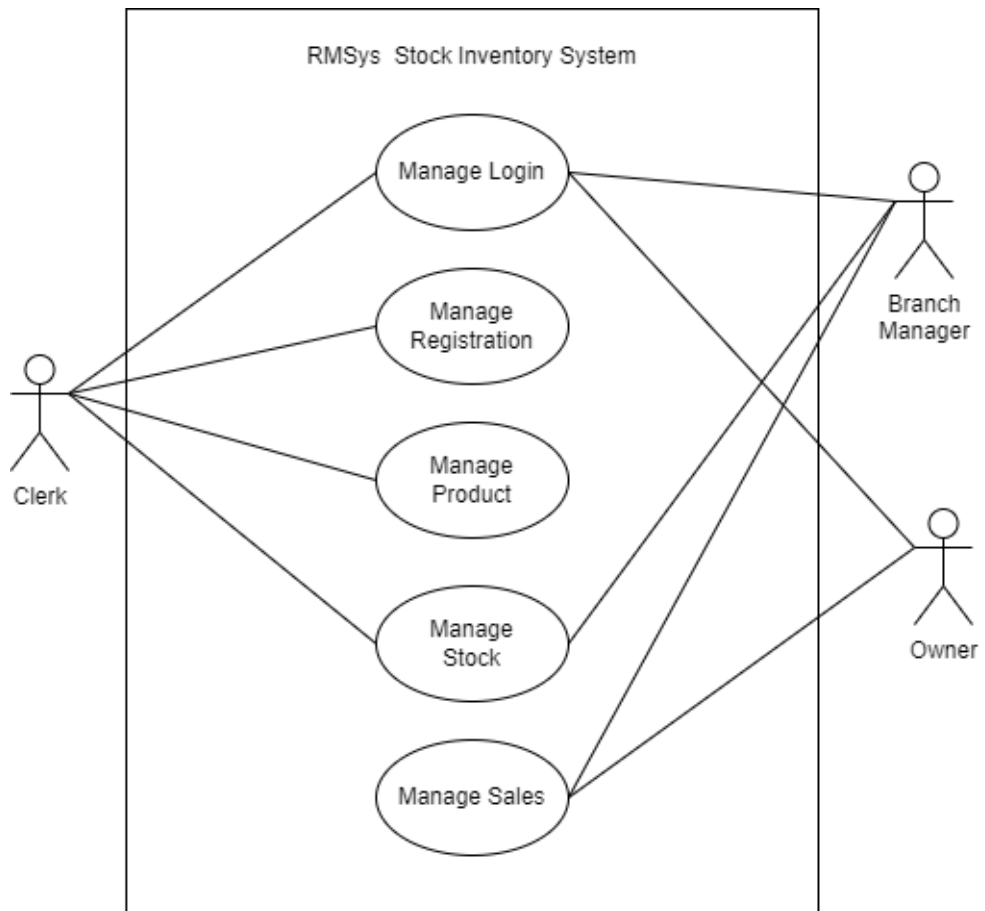 RMSys  Stock Inventory System
Manage Login
Manage
Registration
Manage
Product
Manage
Stock
Manage Sales
Clerk
Branch
Manager
Owner